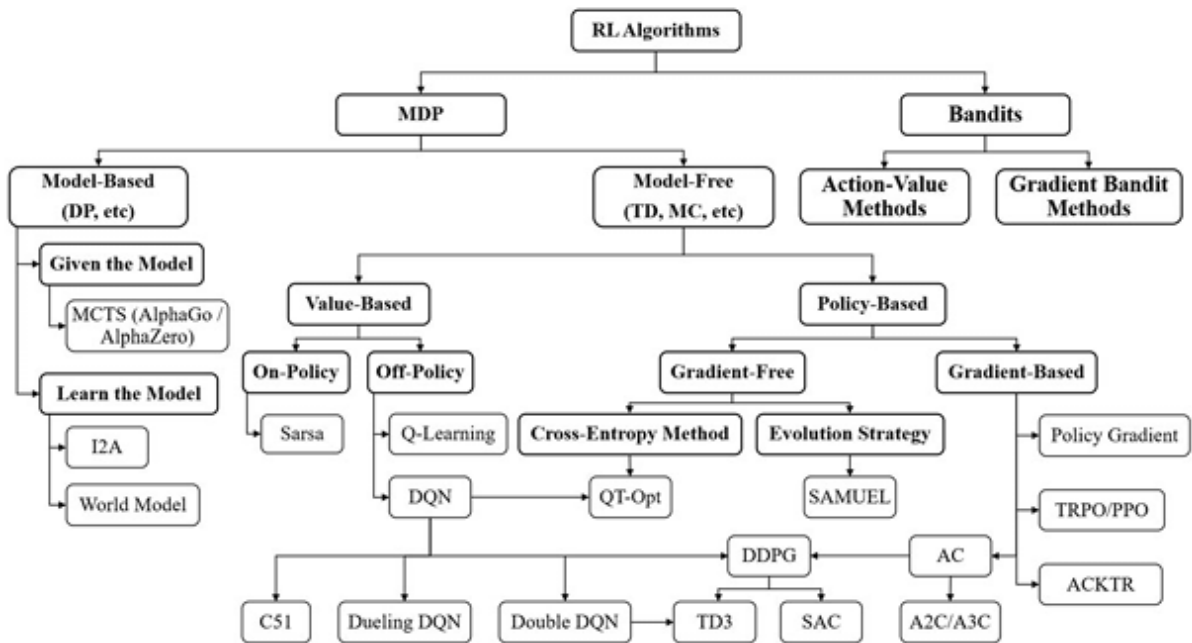 RL Algorithms
MDP
Bandits
Model-Based
(DP, etc)
Model-Free
(TD, MC, etc)
Action-Value
Methods
Gradient Bandit
Methods
Given the Model
MCTS (AlphaGo /
AlphaZero)
Value-Based
Policy-Based
On-Policy
Off-Policy
Gradient-Free
Gradient-Based
Learn the Model
Sarsa
Q-Learning
Cross-Entropy Method
Evolution Strategy
Policy Gradient
I2A
World Model
DQN
QT-Opt
SAMUEL
TRPO/PPO
DDPG
AC
ACKTR
C51
Dueling DQN
Double DQN
TD3
SAC
A2C/A3C